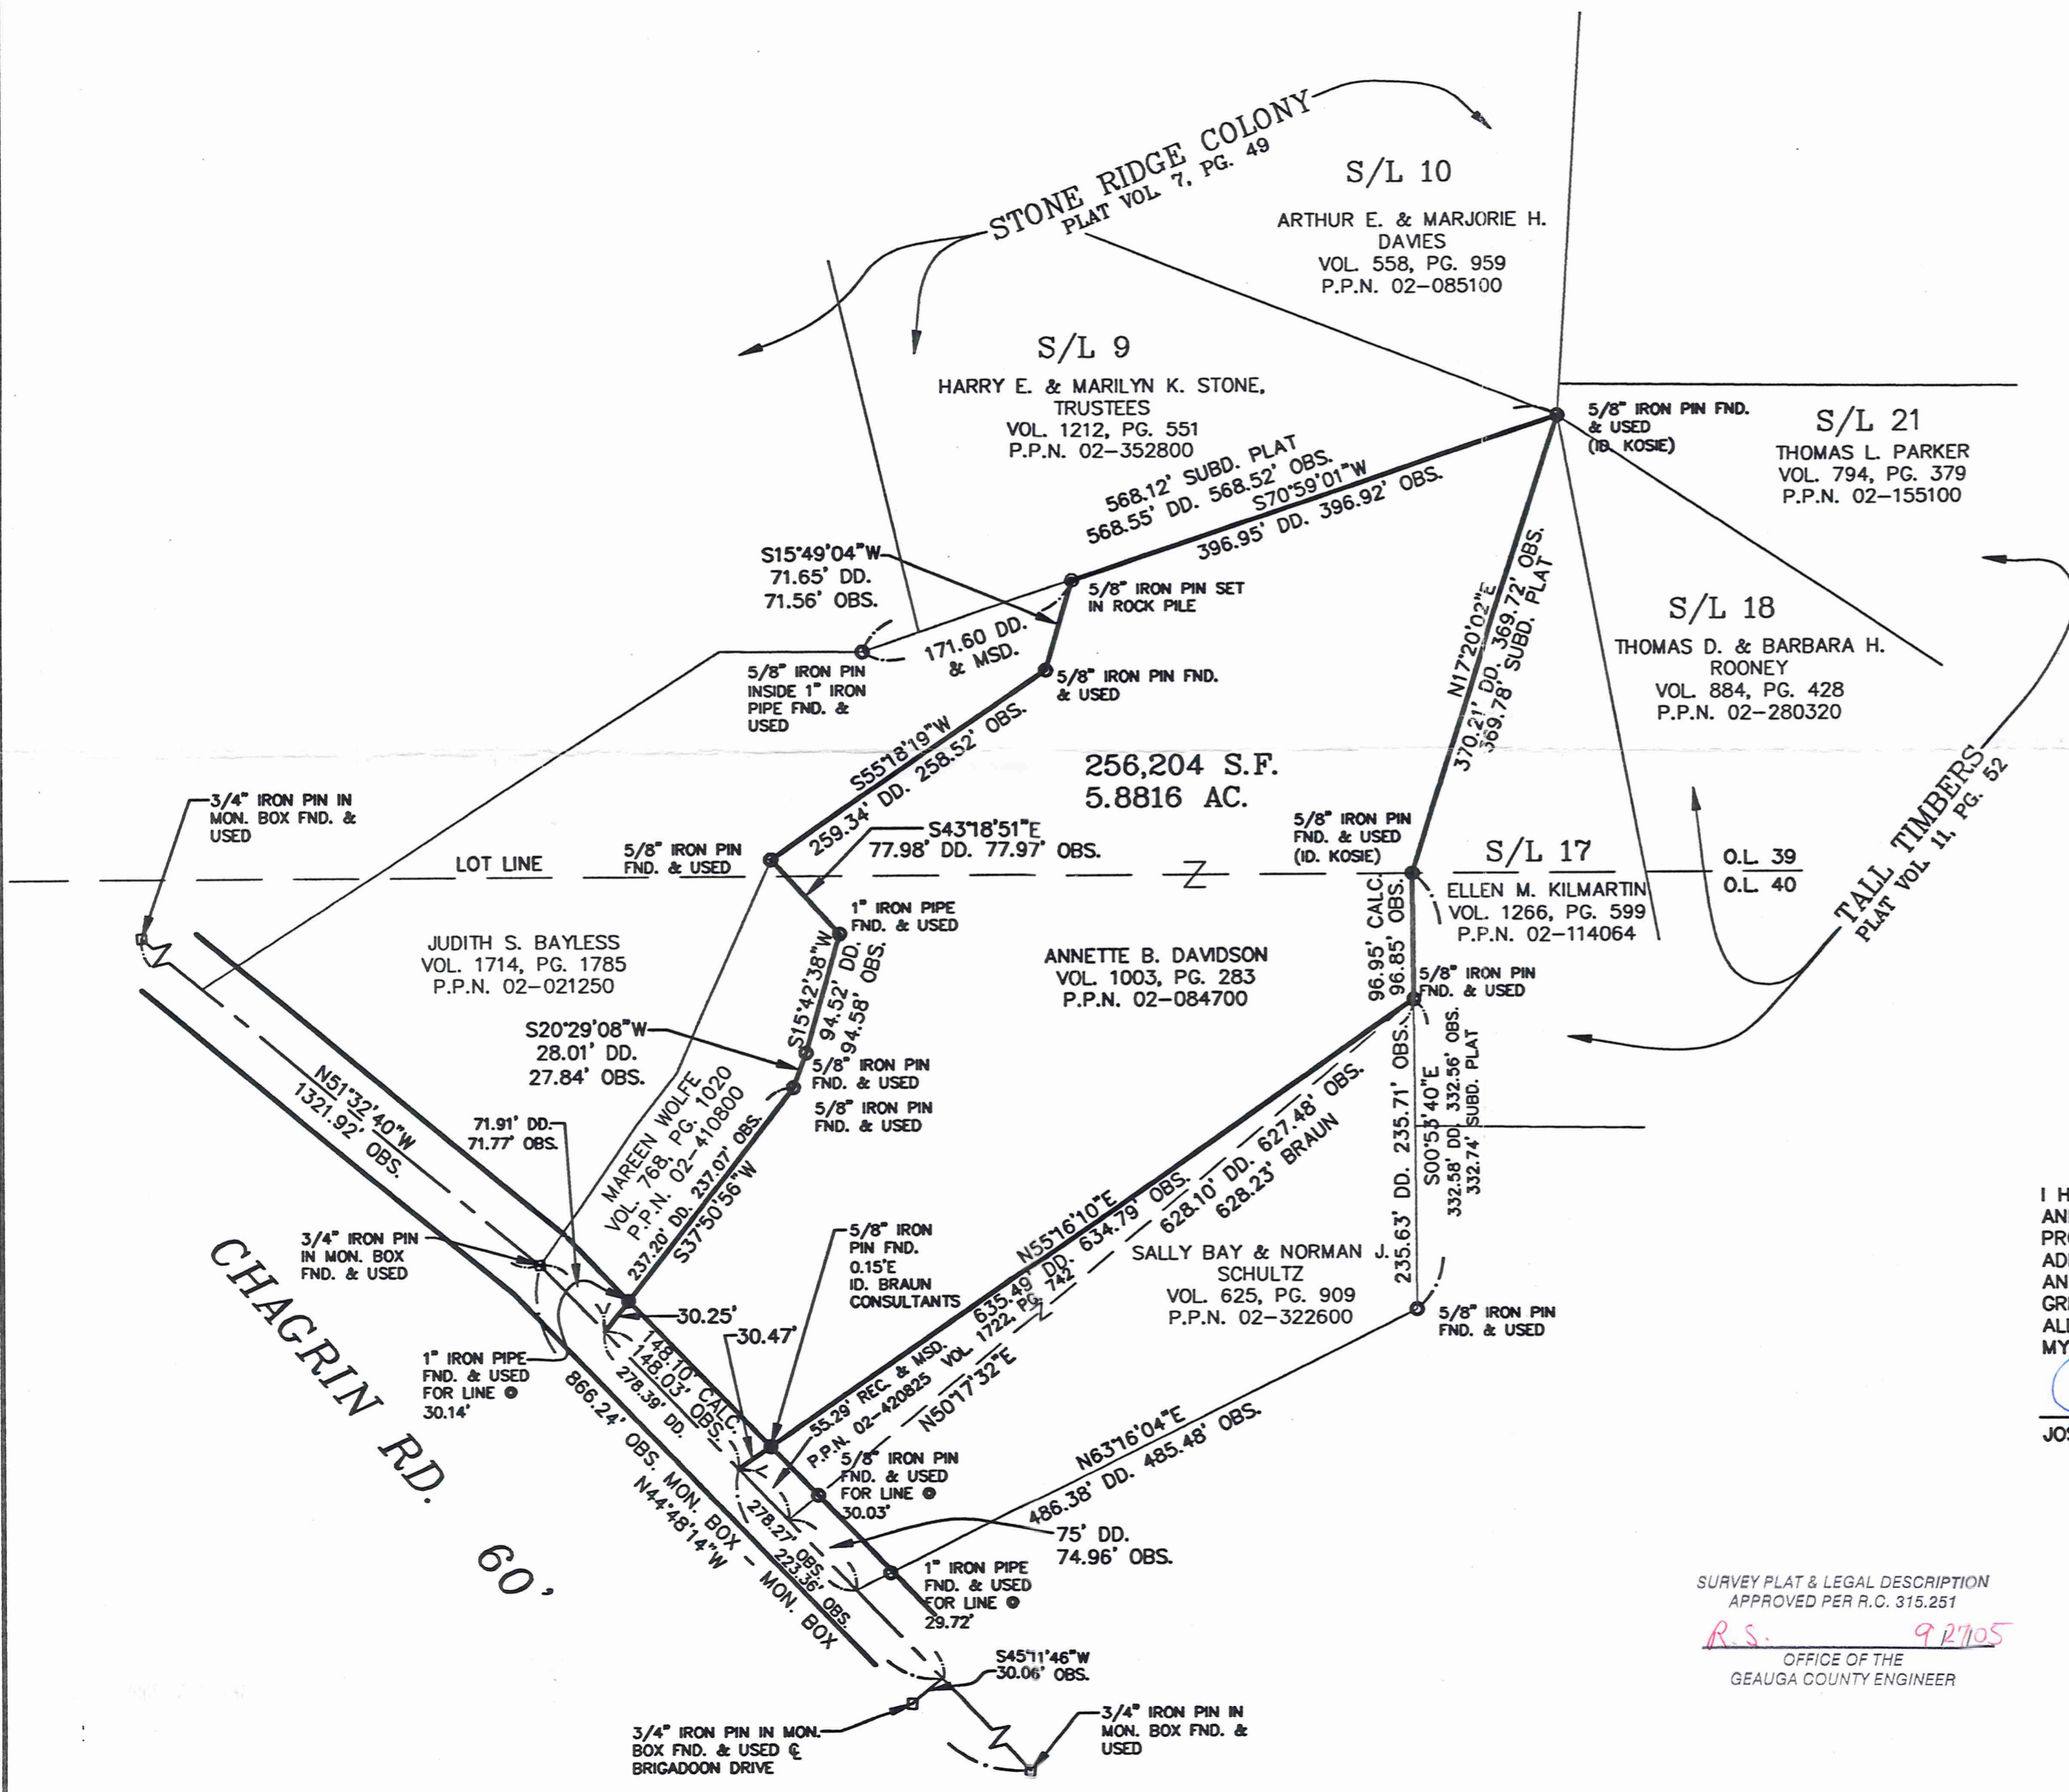 STONE RIDGE COLONY
PLAT VOL. 7, PG. 49
S/L 10
ARTHUR E. & MARJORIE H.
DAVIES
VOL. 558, PG. 959
P.P.N. 02-085100
S/L 9
HARRY E. & MARILYN K. STONE,
TRUSTEES
VOL. 1212, PG. 551
P.P.N. 02-352800
5/8" IRON PIN FND.
& USED
(ID. KOSIE)
S/L 21
THOMAS L. PARKER
VOL. 794, PG. 379
P.P.N. 02-155100
568.12' SUBD. PLAT
568.55' DD. 568.52' OBS.
S70°59'01"W
396.95' DD. 396.92' OBS.
S15°49'04"W
71.65' DD.
71.56' OBS.
5/8" IRON PIN SET
IN ROCK PILE
171.60 DD.
& MSD.
5/8" IRON PIN
INSIDE 1" IRON
PIPE FND. &
USED
5/8" IRON PIN FND.
& USED
N17°20'02"E
370.21' DD. 369.72' OBS.
369.78' SUBD. PLAT
S/L 18
THOMAS D. & BARBARA H.
ROONEY
VOL. 884, PG. 428
P.P.N. 02-280320
TALL TIMBERS
PLAT VOL. 11, PG. 52
S55°18'19"W
259.34' DD. 258.52' OBS.
256,204 S.F.
5.8816 AC.
3/4" IRON PIN IN
MON. BOX FND. &
USED
LOT LINE
5/8" IRON PIN
FND. & USED
S43°18'51"E
77.98' DD. 77.97' OBS.
5/8" IRON PIN
FND. & USED
(ID. KOSIE)
S/L 17
O.L. 39
O.L. 40
ELLEN M. KILMARTIN
VOL. 1266, PG. 599
P.P.N. 02-114064
1" IRON PIPE
FND. & USED
JUDITH S. BAYLESS
VOL. 1714, PG. 1785
P.P.N. 02-021250
ANNETTE B. DAVIDSON
VOL. 1003, PG. 283
P.P.N. 02-084700
96.95' CALC.
96.85' OBS.
5/8" IRON PIN
FND. & USED
S15°42'38"W
94.52' DD.
94.58' OBS.
S20°29'08"W
28.01' DD.
27.84' OBS.
5/8" IRON PIN
FND. & USED
5/8" IRON PIN
FND. & USED
N51°32'40"W
1321.92' OBS.
71.91' DD.
71.77' OBS.
MAREEN WOLFE
VOL. 768, PG. 1020
P.P.N. 02-410800
237.20' DD. 237.07' OBS.
S37°50'56"W
235.63' DD. 235.71' OBS.
S00°53'40"E
332.58' DD. 332.56' OBS.
332.74' SUBD. PLAT
3/4" IRON PIN
IN MON. BOX
FND. & USED
5/8" IRON
PIN FND.
0.15'E
ID. BRAUN
CONSULTANTS
N55°16'10"E
635.49' DD. 634.79' OBS.
628.10' DD. 627.48' OBS.
628.23' BRAUN
SALLY BAY & NORMAN J.
SCHULTZ
VOL. 625, PG. 909
P.P.N. 02-322600
5/8" IRON PIN
FND. & USED
CHAGRIN RD. 60'
30.25'
30.47'
1" IRON PIPE
FND. & USED
FOR LINE @
30.14'
148.10' CALC.
148.03' OBS.
278.39' DD.
55.29' REC. & MSD.
P.P.N. 02-420825 VOL. 1722, PG. 742
N50°17'32"E
5/8" IRON PIN
FND. & USED
FOR LINE @
30.03'
N63°16'04"E
486.38' DD. 485.48' OBS.
866.24' OBS. MON. BOX - MON. BOX
N44°48'14"W
278.27' OBS.
223.36' OBS.
75' DD.
74.96' OBS.
1" IRON PIPE
FND. & USED
FOR LINE @
29.72'
S45°11'46"W
30.06' OBS.
3/4" IRON PIN IN MON.
BOX FND. & USED ℄
BRIGADOON DRIVE
3/4" IRON PIN IN
MON. BOX FND. &
USED
I H
AN
PR
AD
AN
GR
AL
MY
JOS
SURVEY PLAT & LEGAL DESCRIPTION
APPROVED PER R.C. 315.251
R.S.
OFFICE OF THE
GEAUGA COUNTY ENGINEER